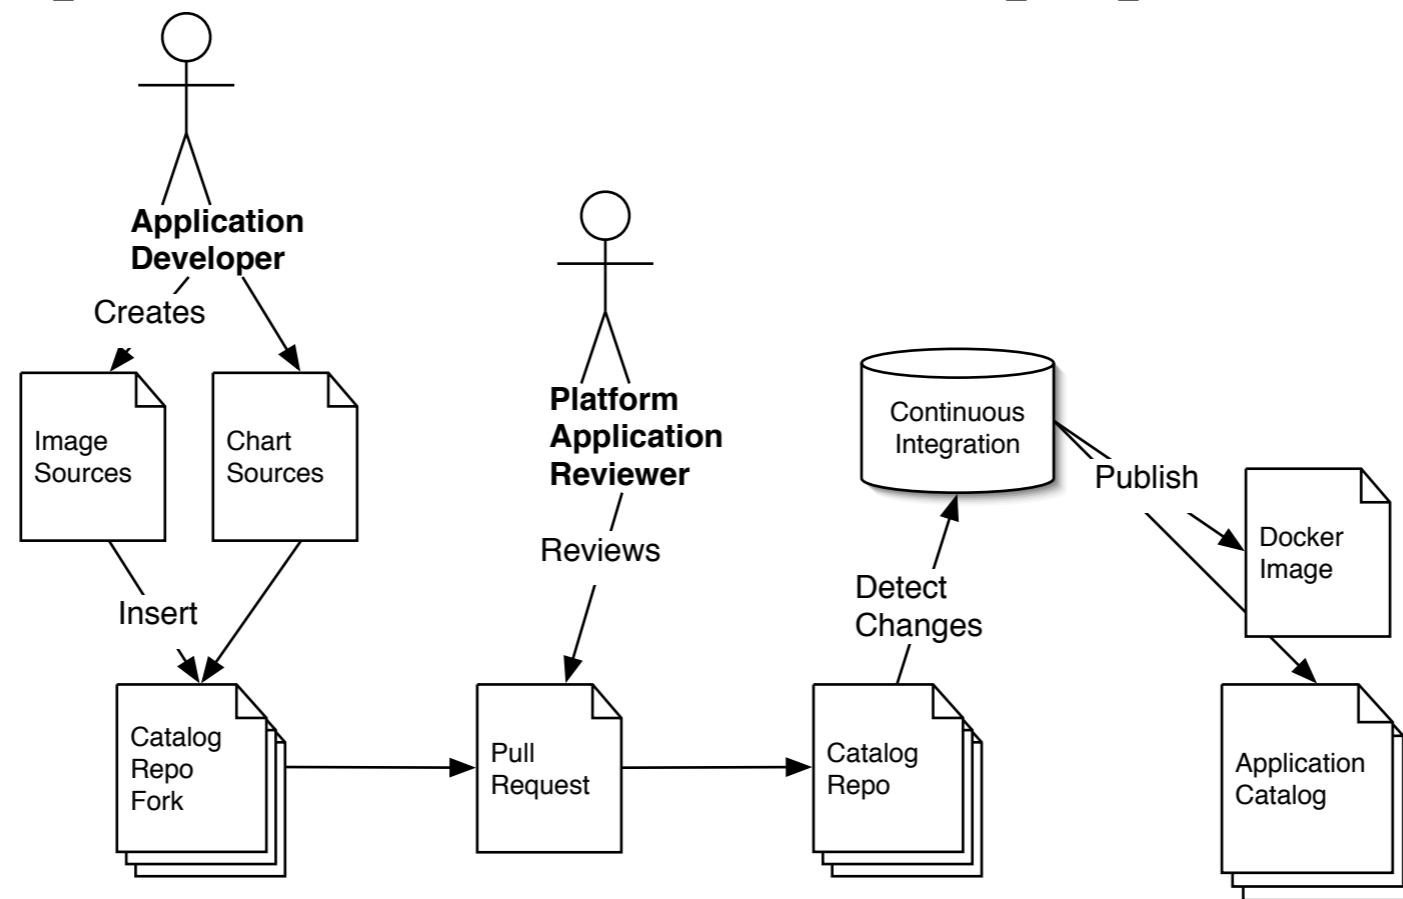 Application
Developer
Creates
Image
Sources
Chart
Sources
Insert
Catalog
Repo
Fork
Platform
Application
Reviewer
Reviews
Pull
Request
Catalog
Repo
Detect
Changes
Continuous
Integration
Publish
Docker
Image
Application
Catalog